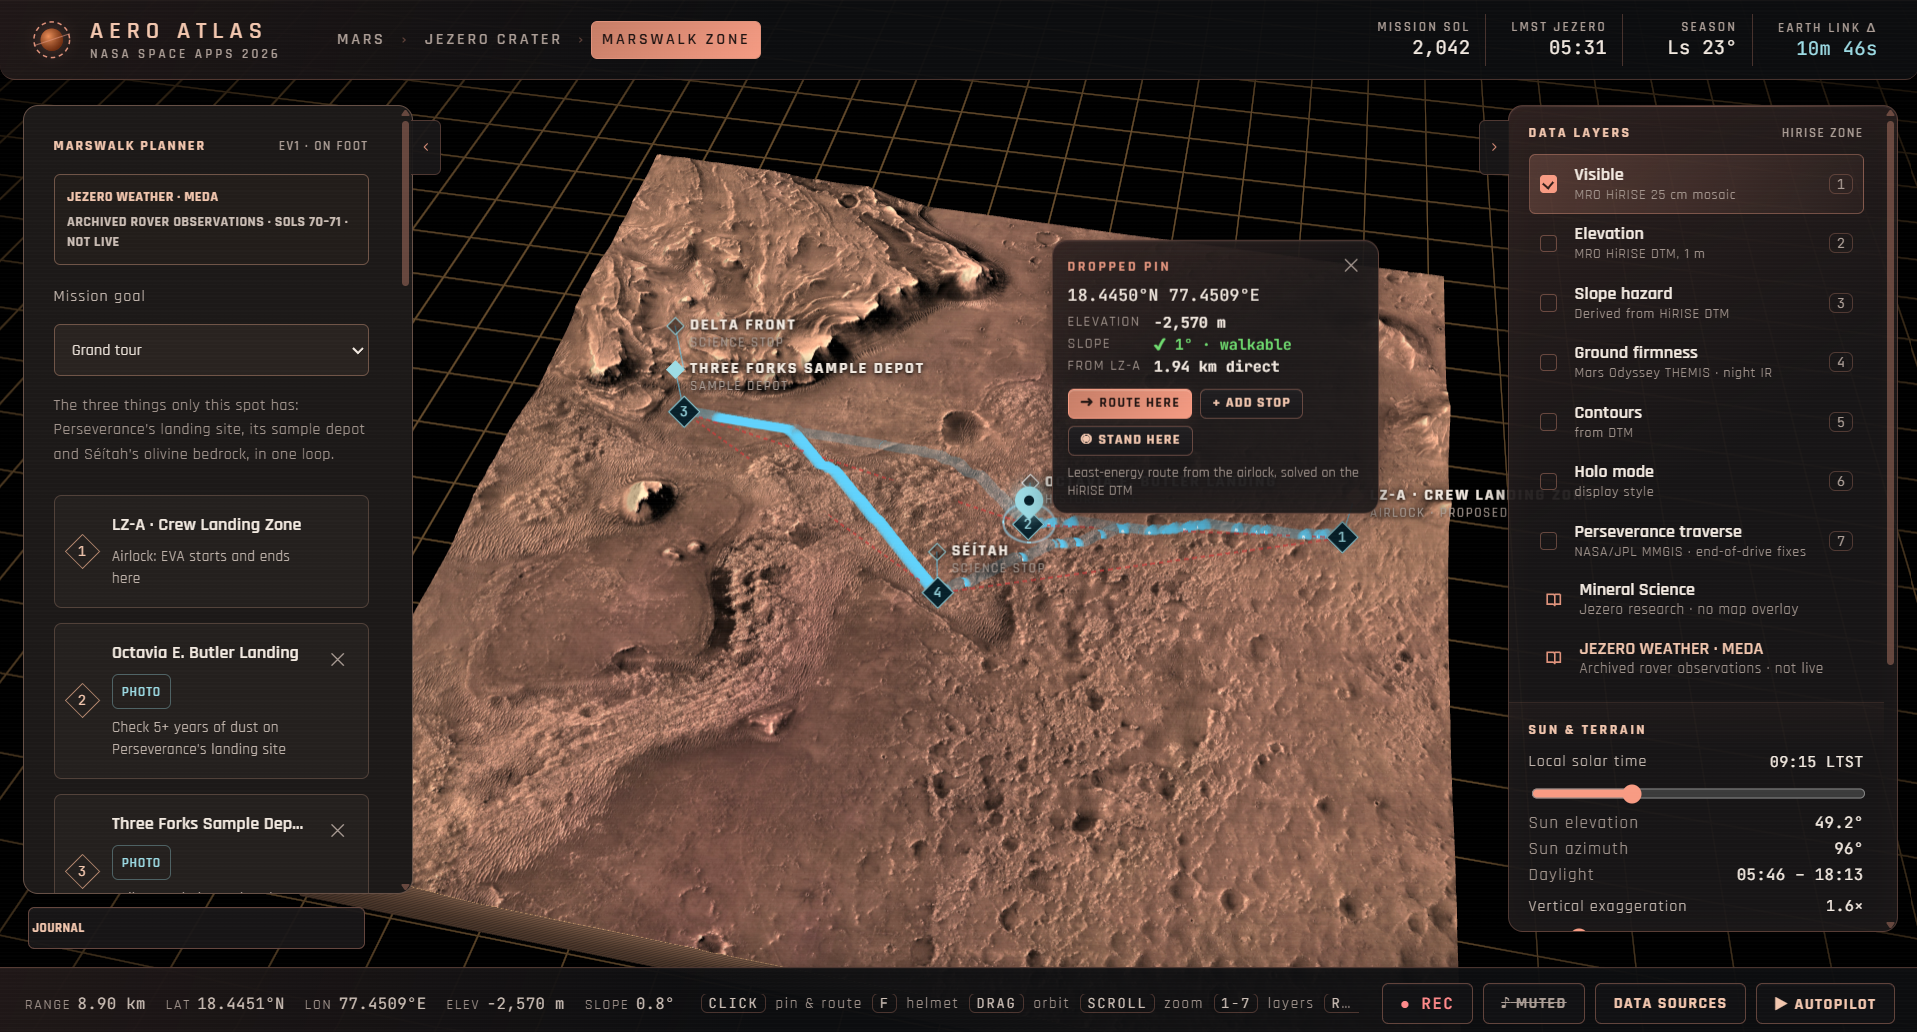 AERO ATLAS
NASA SPACE APPS 2026
MARS › JEZERO CRATER › MARSWALK ZONE
MISSION SOL
2,042
LMST JEZERO
05:31
SEASON
Ls 23°
EARTH LINK Δ
10m 46s
MARSWALK PLANNER
EV1 · ON FOOT
JEZERO WEATHER · MEDA
ARCHIVED ROVER OBSERVATIONS · SOLS 70–71 ·
NOT LIVE
Mission goal
Grand tour
The three things only this spot has:
Perseverance's landing site, its sample depot
and Séítah's olivine bedrock, in one loop.
1
LZ-A · Crew Landing Zone
Airlock: EVA starts and ends
here
2
Octavia E. Butler Landing
PHOTO
Check 5+ years of dust on
Perseverance's landing site
3
Three Forks Sample Dep...
PHOTO
JOURNAL
DELTA FRONT
SCIENCE STOP
THREE FORKS SAMPLE DEPOT
SAMPLE DEPOT
3
SÉÍTAH
SCIENCE STOP
4
2
1
LZ-A · CREW LANDING ZONE
AIRLOCK · PROPOSED
DROPPED PIN
18.4450°N 77.4509°E
ELEVATION -2,570 m
SLOPE ✓ 1° · walkable
FROM LZ-A 1.94 km direct
→ ROUTE HERE
+ ADD STOP
◉ STAND HERE
Least-energy route from the airlock, solved on the
HiRISE DTM
DATA LAYERS
HIRISE ZONE
Visible
MRO HiRISE 25 cm mosaic
1
Elevation
MRO HiRISE DTM, 1 m
2
Slope hazard
Derived from HiRISE DTM
3
Ground firmness
Mars Odyssey THEMIS · night IR
4
Contours
from DTM
5
Holo mode
display style
6
Perseverance traverse
NASA/JPL MMGIS · end-of-drive fixes
7
Mineral Science
Jezero research · no map overlay
JEZERO WEATHER · MEDA
Archived rover observations · not live
SUN & TERRAIN
Local solar time 09:15 LTST
Sun elevation 49.2°
Sun azimuth 96°
Daylight 05:46 – 18:13
Vertical exaggeration 1.6×
RANGE 8.90 km LAT 18.4451°N LON 77.4509°E ELEV -2,570 m SLOPE 0.8°
CLICK pin & route F helmet DRAG orbit SCROLL zoom 1-7 layers R…
● REC
♪ MUTED
DATA SOURCES
▶ AUTOPILOT